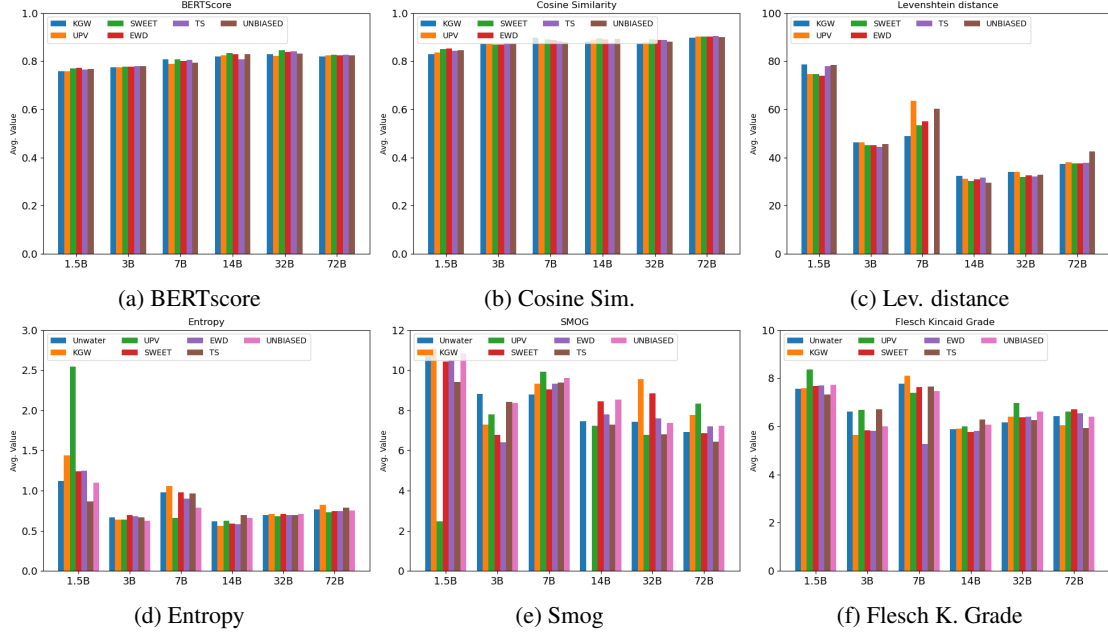 BERTScore
KGW SWEET TS UNBIASED
UPV EWD
Avg. Value
1.0
0.8
0.6
0.4
0.2
0.0
1.5B 3B 7B 14B 32B 72B
(a) BERTscore
Cosine Similarity
KGW SWEET TS UNBIASED
UPV EWD
Avg. Value
1.0
0.8
0.6
0.4
0.2
0.0
1.5B 3B 7B 14B 32B 72B
(b) Cosine Sim.
Levenshtein distance
KGW SWEET TS UNBIASED
UPV EWD
Avg. Value
100
80
60
40
20
0
1.5B 3B 7B 14B 32B 72B
(c) Lev. distance
Entropy
Unwater UPV EWD UNBIASED
KGW SWEET TS
Avg. Value
3.0
2.5
2.0
1.5
1.0
0.5
0.0
1.5B 3B 7B 14B 32B 72B
(d) Entropy
SMOG
Unwater UPV EWD UNBIASED
KGW SWEET TS
Avg. Value
12
10
8
6
4
2
0
1.5B 3B 7B 14B 32B 72B
(e) Smog
Flesch Kincaid Grade
Unwater UPV EWD UNBIASED
KGW SWEET TS
Avg. Value
10
8
6
4
2
0
1.5B 3B 7B 14B 32B 72B
(f) Flesch K. Grade